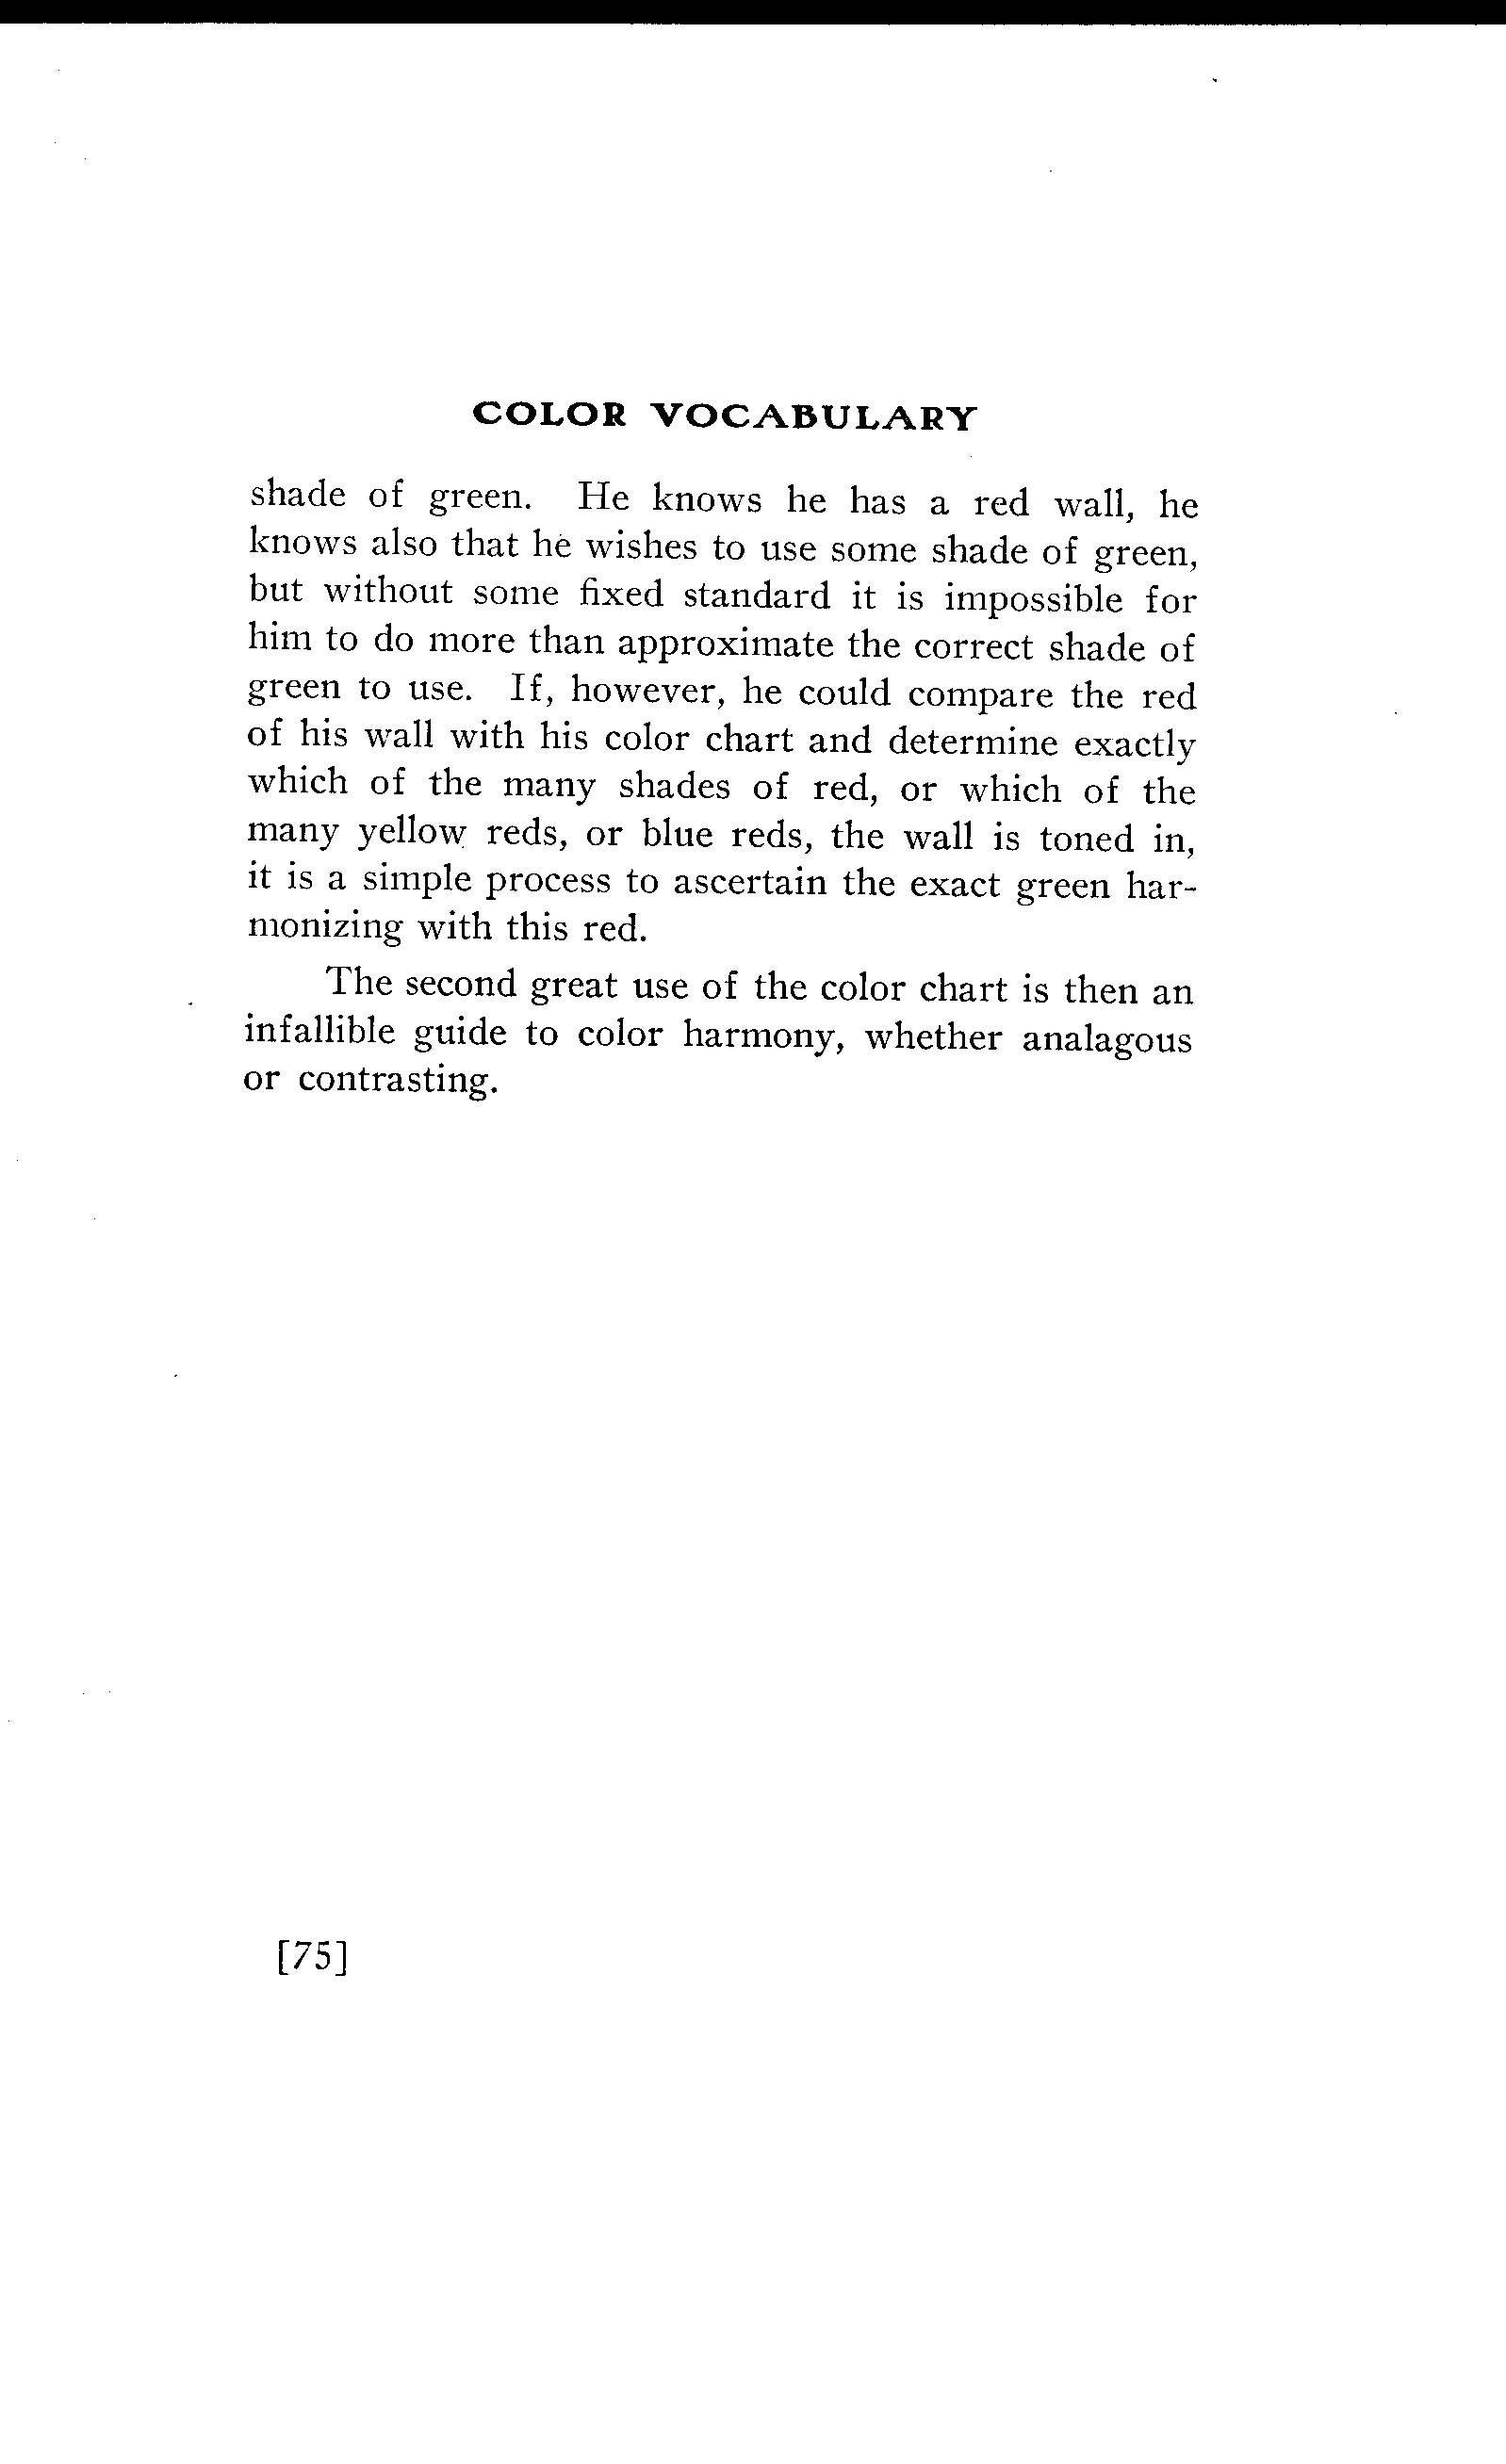 COLOR VOCABULARY
shade of green. He knows he has a red wall, he
knows also that he wishes to use some shade of green,
but without some fixed standard it is impossible for
him to do more than approximate the correct shade of
green to use. If, however, he could compare the red
of his wall with his color chart and determine exactly
which of the many shades of red, or which of the
many yellow reds, or blue reds, the wall is toned in,
it is a simple process to ascertain the exact green har-
monizing with this red.
The second great use of the color chart is then an
infallible guide to color harmony, whether analagous
or contrasting.
[75]